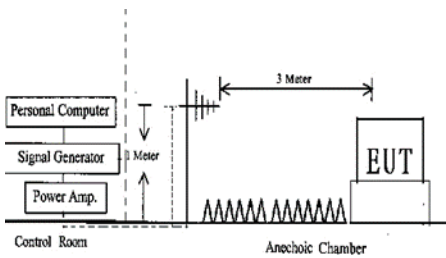 3 Meter
Personal Computer
Signal Generator
Meter
Power Amp.
EUT
Control Room
Anechoic Chamber